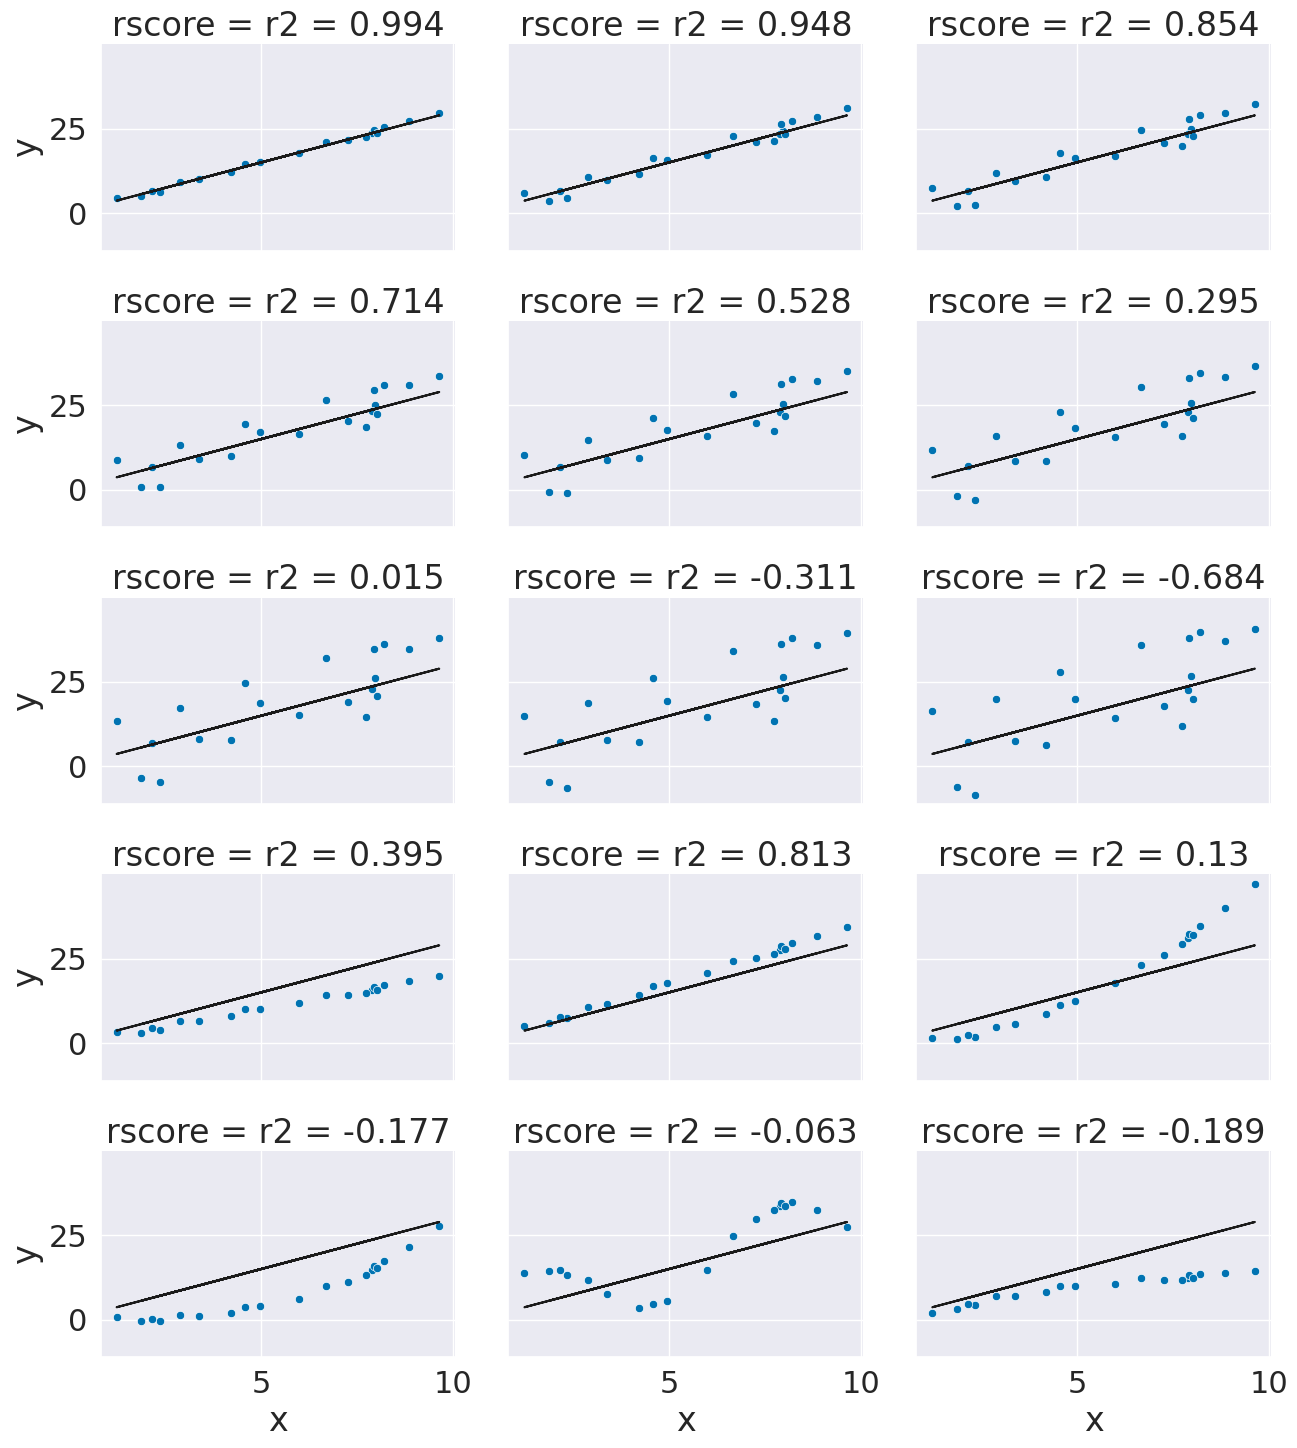 rscore = r2 = 0.994 rscore = r2 = 0.948 rscore = r2 = 0.854
y
25
0
rscore = r2 = 0.714 rscore = r2 = 0.528 rscore = r2 = 0.295
y
25
0
rscore = r2 = 0.015 rscore = r2 = -0.311 rscore = r2 = -0.684
y
25
0
rscore = r2 = 0.395 rscore = r2 = 0.813 rscore = r2 = 0.13
y
25
0
rscore = r2 = -0.177 rscore = r2 = -0.063 rscore = r2 = -0.189
y
25
0
5 10 5 10 5 10
x x x